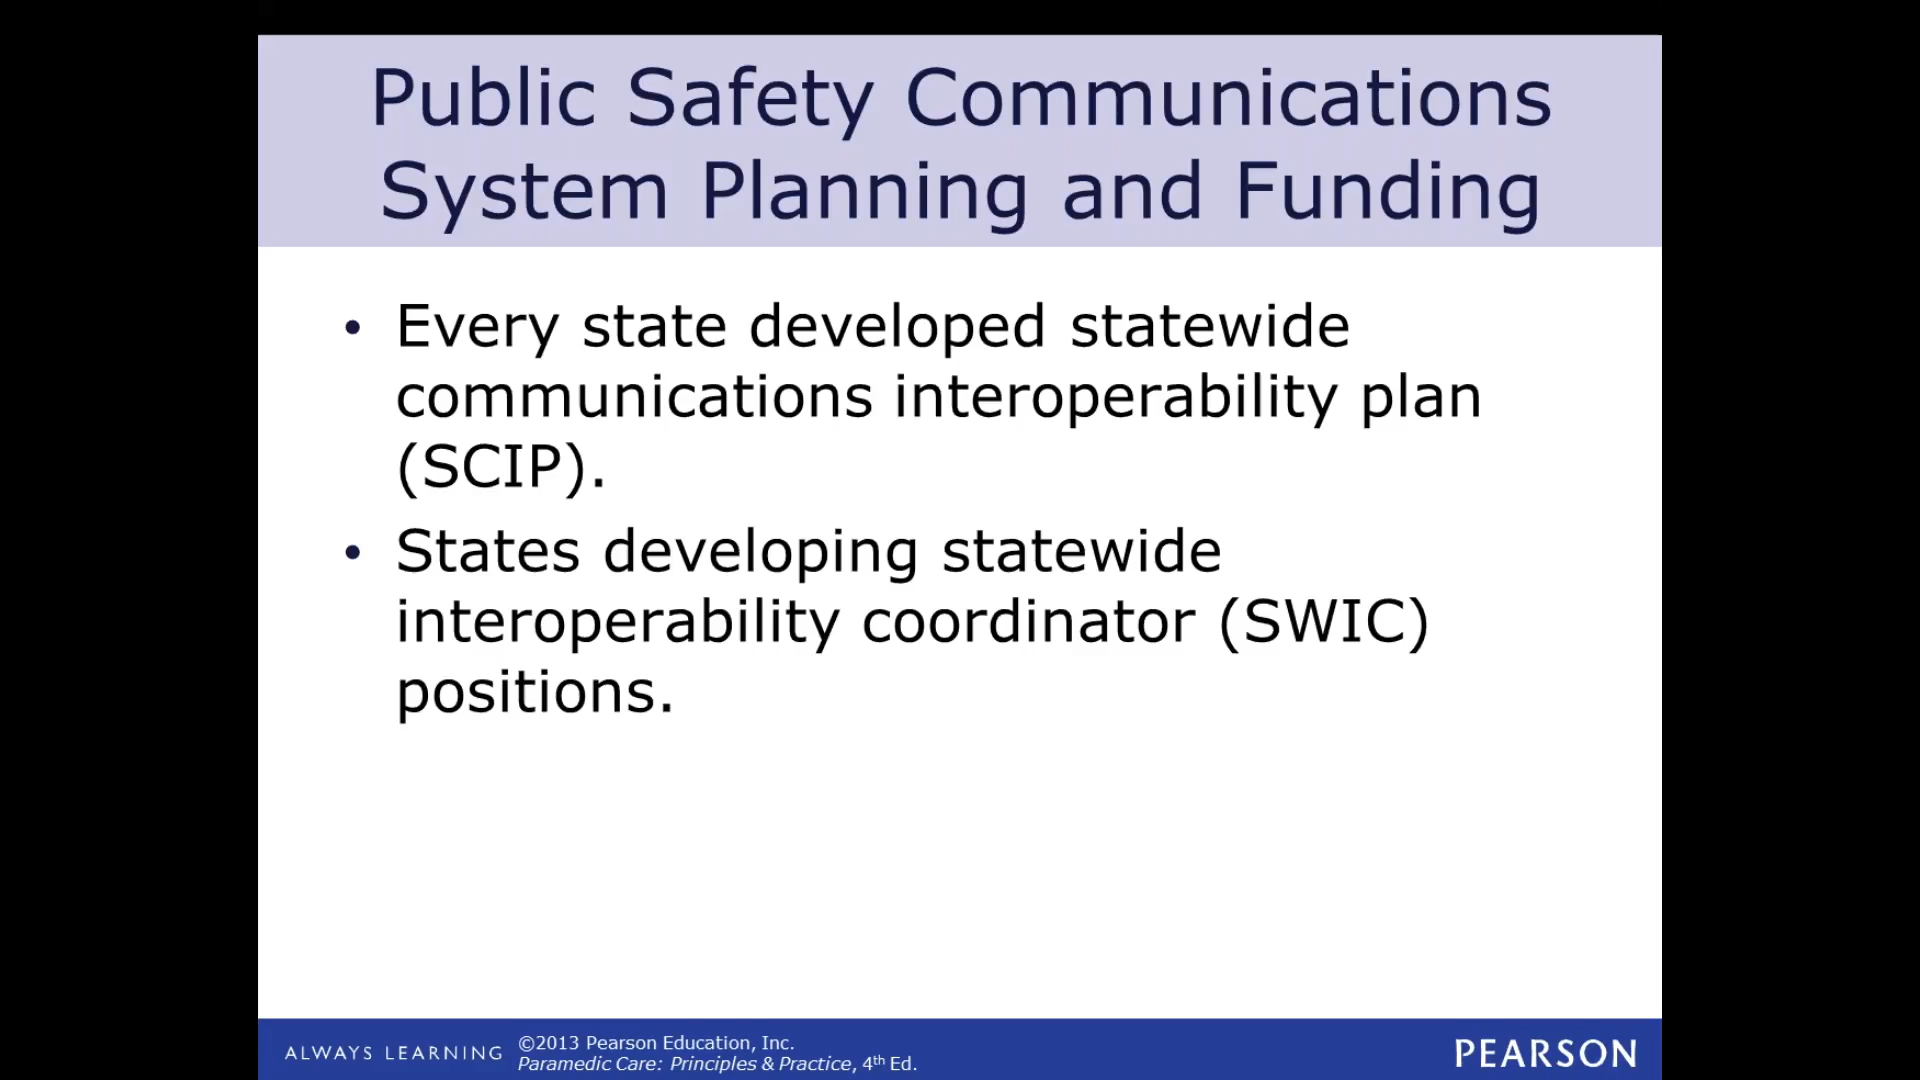 Public Safety Communications
System Planning and Funding
• Every state developed statewide
communications interoperability plan
(SCIP).
• States developing statewide
interoperability coordinator (SWIC)
positions.
ALWAYS LEARNING
©2013 Pearson Education, Inc.
Paramedic Care: Principles & Practice, 4th Ed.
PEARSON